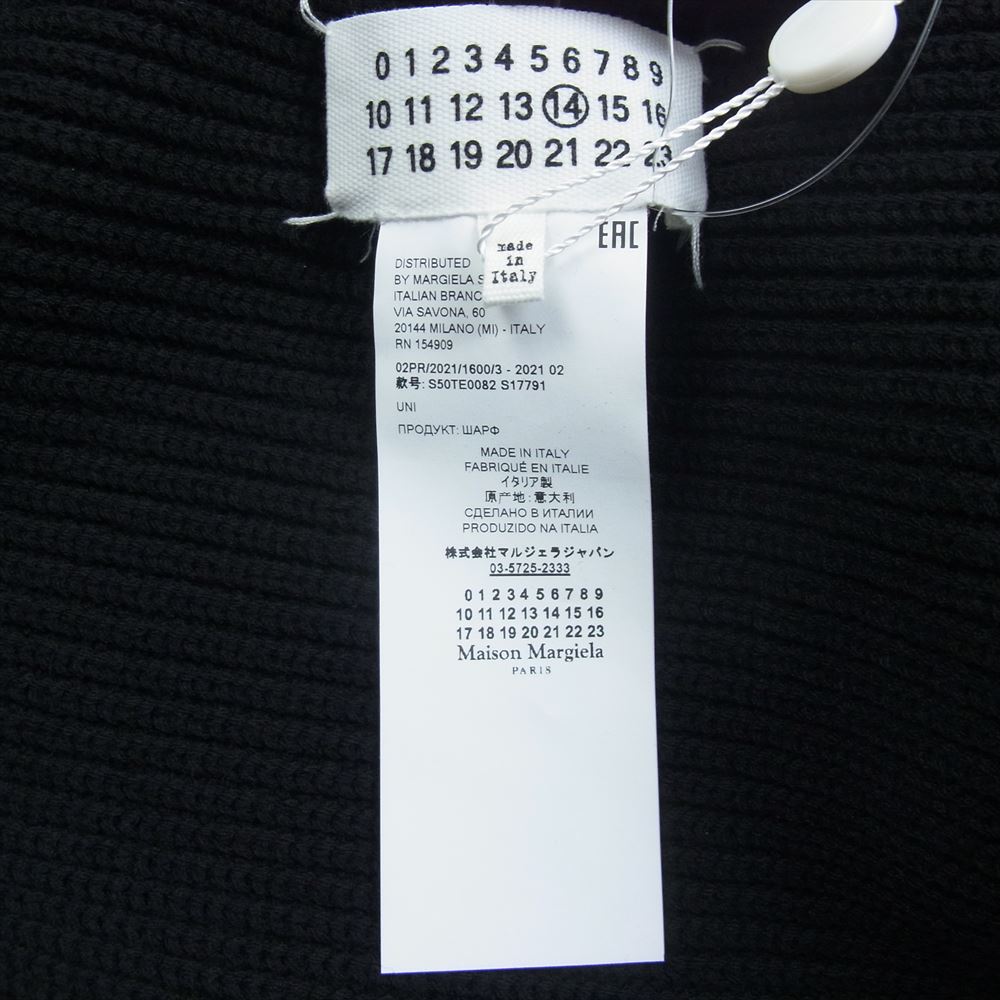 0 1 2 3 4 5 6 7 8 9
10 11 12 13 14 15 16
17 18 19 20 21 22 23
made
in
Italy
EAC
DISTRIBUTED
BY MARGIELA S
ITALIAN BRANC
VIA SAVONA, 60
20144 MILANO (MI) - ITALY
RN 154909
02PR/2021/1600/3 - 2021 02
款号: S50TE0082 S17791
UNI
ПРОДУКТ: ШАРФ
MADE IN ITALY
FABRIQUÉ EN ITALIE
イタリア製
原产地: 意大利
СДЕЛАНО В ИТАЛИИ
PRODUZIDO NA ITALIA
株式会社マルジェラジャパン
03-5725-2333
0 1 2 3 4 5 6 7 8 9
10 11 12 13 14 15 16
17 18 19 20 21 22 23
Maison Margiela
PARIS